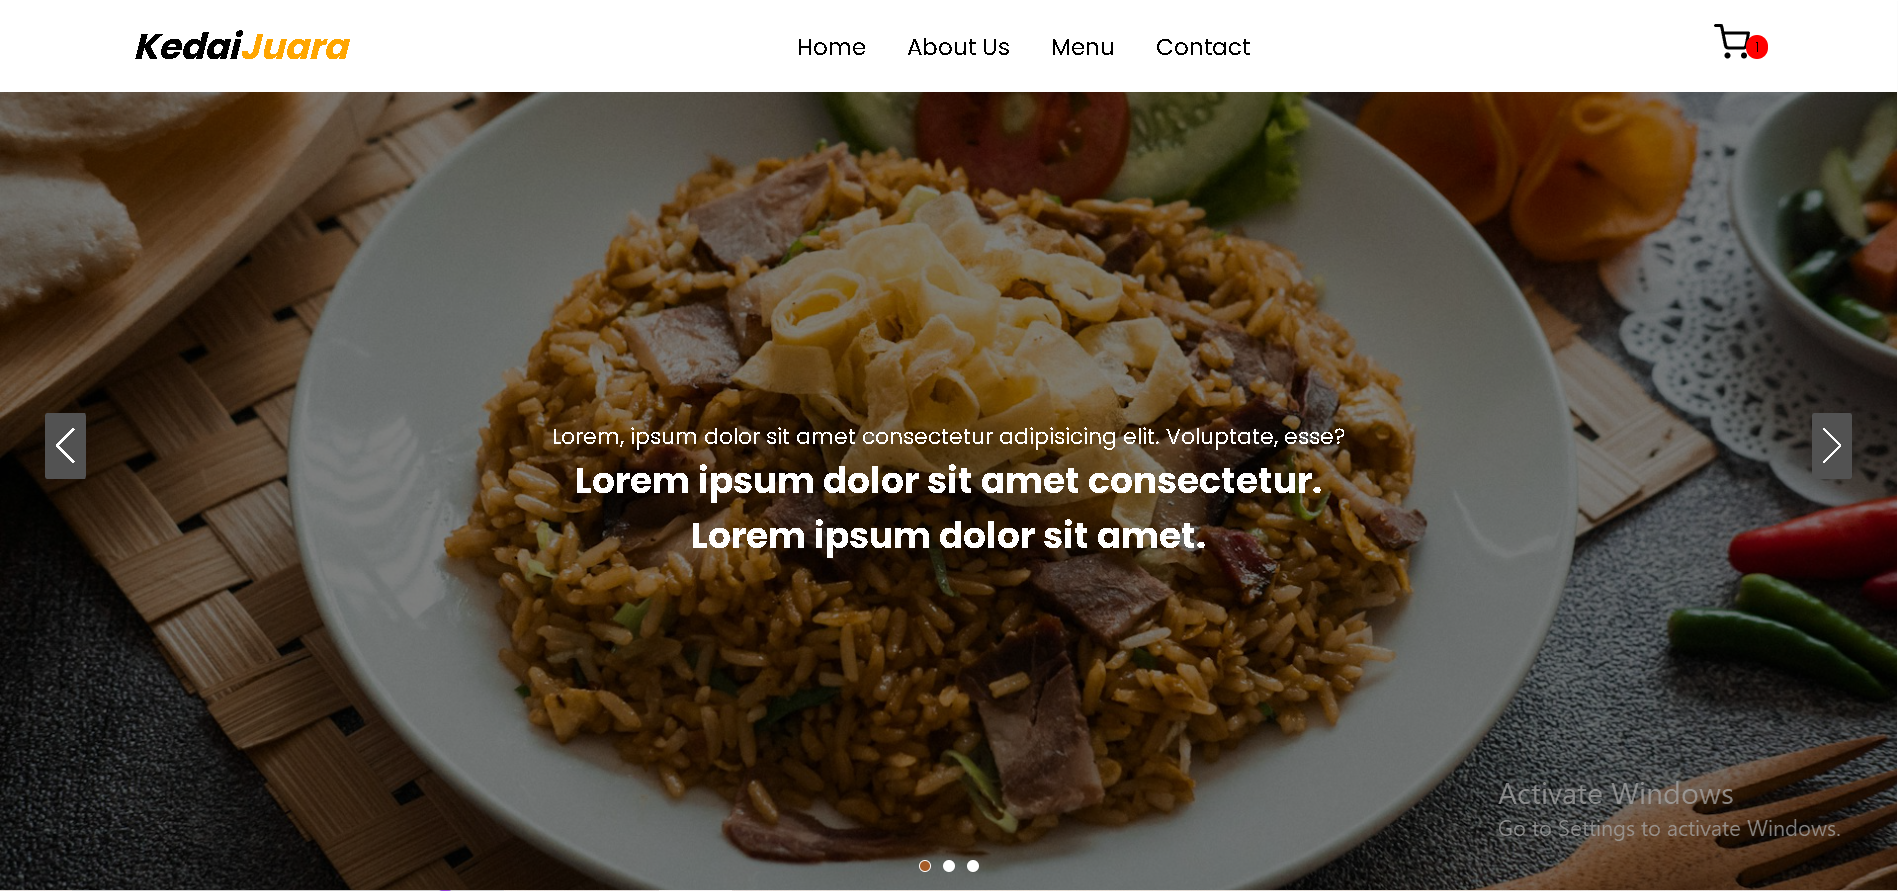 KedaiJuara
Home About Us Menu Contact
1
Lorem, ipsum dolor sit amet consectetur adipisicing elit. Voluptate, esse?
Lorem ipsum dolor sit amet consectetur.
Lorem ipsum dolor sit amet.
Activate Windows
Go to Settings to activate Windows.